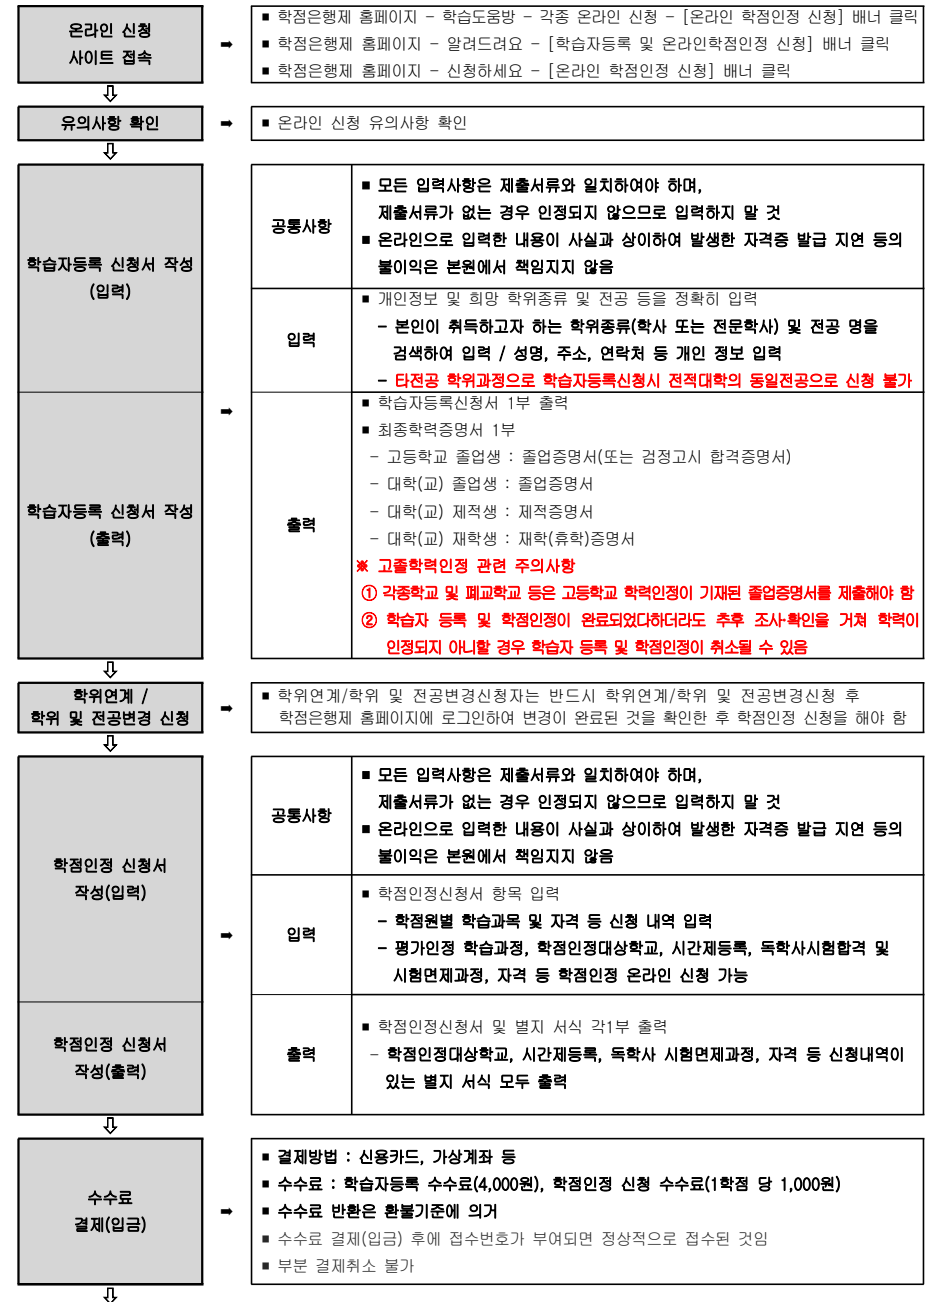 온라인 신청
사이트 접속
➡
■ 학점은행제 홈페이지 – 학습도움방 – 각종 온라인 신청 – [온라인 학점인정 신청] 배너 클릭
■ 학점은행제 홈페이지 – 알려드려요 – [학습자등록 및 온라인학점인정 신청] 배너 클릭
■ 학점은행제 홈페이지 – 신청하세요 – [온라인 학점인정 신청] 배너 클릭
유의사항 확인
➡
■ 온라인 신청 유의사항 확인
학습자등록 신청서 작성
(입력)
공통사항
■ 모든 입력사항은 제출서류와 일치하여야 하며,
제출서류가 없는 경우 인정되지 않으므로 입력하지 말 것
■ 온라인으로 입력한 내용이 사실과 상이하여 발생한 자격증 발급 지연 등의
불이익은 본원에서 책임지지 않음
입력
■ 개인정보 및 희망 학위종류 및 전공 등을 정확히 입력
– 본인이 취득하고자 하는 학위종류(학사 또는 전문학사) 및 전공 명을
검색하여 입력 / 성명, 주소, 연락처 등 개인 정보 입력
– 타전공 학위과정으로 학습자등록신청시 전적대학의 동일전공으로 신청 불가
➡
학습자등록 신청서 작성
(출력)
출력
■ 학습자등록신청서 1부 출력
■ 최종학력증명서 1부
– 고등학교 졸업생 : 졸업증명서(또는 검정고시 합격증명서)
– 대학(교) 졸업생 : 졸업증명서
– 대학(교) 제적생 : 제적증명서
– 대학(교) 재학생 : 재학(휴학)증명서
※ 고졸학력인정 관련 주의사항
① 각종학교 및 폐교학교 등은 고등학교 학력인정이 기재된 졸업증명서를 제출해야 함
② 학습자 등록 및 학점인정이 완료되었다하더라도 추후 조사·확인을 거쳐 학력이
인정되지 아니할 경우 학습자 등록 및 학점인정이 취소될 수 있음
학위연계 /
학위 및 전공변경 신청
➡
■ 학위연계/학위 및 전공변경신청자는 반드시 학위연계/학위 및 전공변경신청 후
학점은행제 홈페이지에 로그인하여 변경이 완료된 것을 확인한 후 학점인정 신청을 해야 함
학점인정 신청서
작성(입력)
공통사항
■ 모든 입력사항은 제출서류와 일치하여야 하며,
제출서류가 없는 경우 인정되지 않으므로 입력하지 말 것
■ 온라인으로 입력한 내용이 사실과 상이하여 발생한 자격증 발급 지연 등의
불이익은 본원에서 책임지지 않음
➡
입력
■ 학점인정신청서 항목 입력
– 학점원별 학습과목 및 자격 등 신청 내역 입력
– 평가인정 학습과정, 학점인정대상학교, 시간제등록, 독학사시험합격 및
시험면제과정, 자격 등 학점인정 온라인 신청 가능
학점인정 신청서
작성(출력)
출력
■ 학점인정신청서 및 별지 서식 각1부 출력
– 학점인정대상학교, 시간제등록, 독학사 시험면제과정, 자격 등 신청내역이
있는 별지 서식 모두 출력
수수료
결제(입금)
➡
■ 결제방법 : 신용카드, 가상계좌 등
■ 수수료 : 학습자등록 수수료(4,000원), 학점인정 신청 수수료(1학점 당 1,000원)
■ 수수료 반환은 환불기준에 의거
■ 수수료 결제(입금) 후에 접수번호가 부여되면 정상적으로 접수된 것임
■ 부분 결제취소 불가